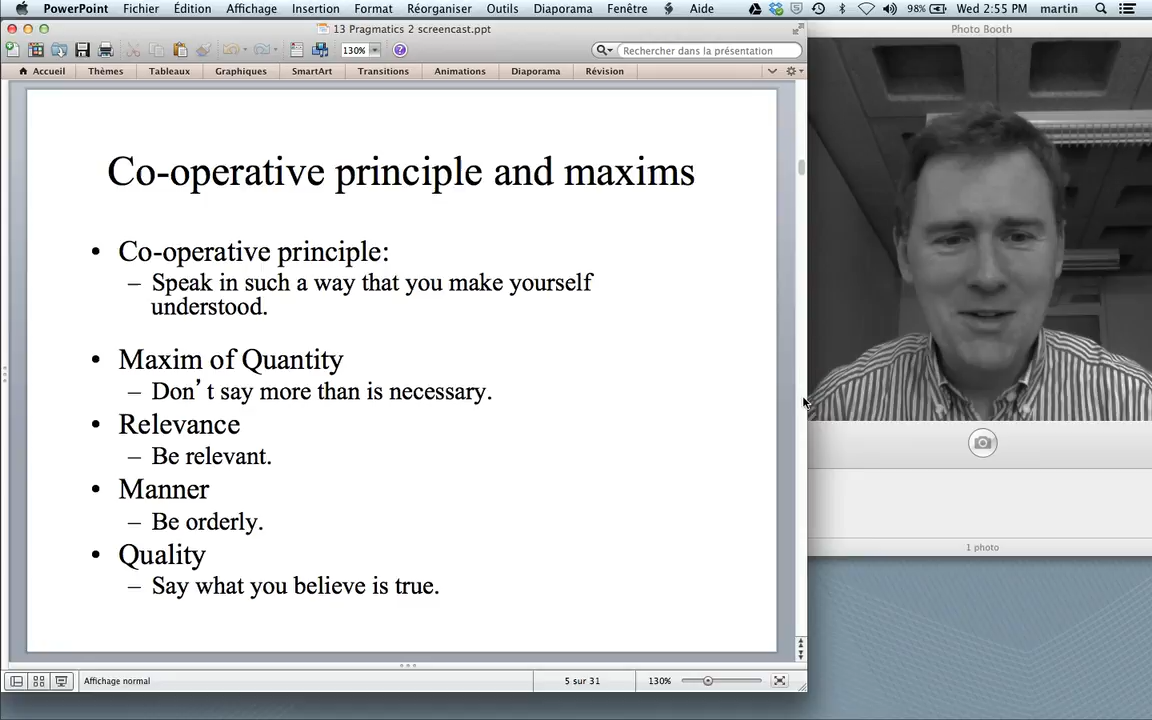 PowerPoint Fichier Édition Affichage Insertion Format Réorganiser Outils Diaporama Fenêtre Aide 98% Wed 2:55 PM martin
13 Pragmatics 2 screencast.ppt
Photo Booth
130% Rechercher dans la présentation
Accueil Thèmes Tableaux Graphiques SmartArt Transitions Animations Diaporama Révision
Co-operative principle and maxims
• Co-operative principle:
– Speak in such a way that you make yourself
understood.
• Maxim of Quantity
– Don’t say more than is necessary.
• Relevance
– Be relevant.
• Manner
– Be orderly.
• Quality
– Say what you believe is true.
1 photo
Affichage normal 5 sur 31 130%